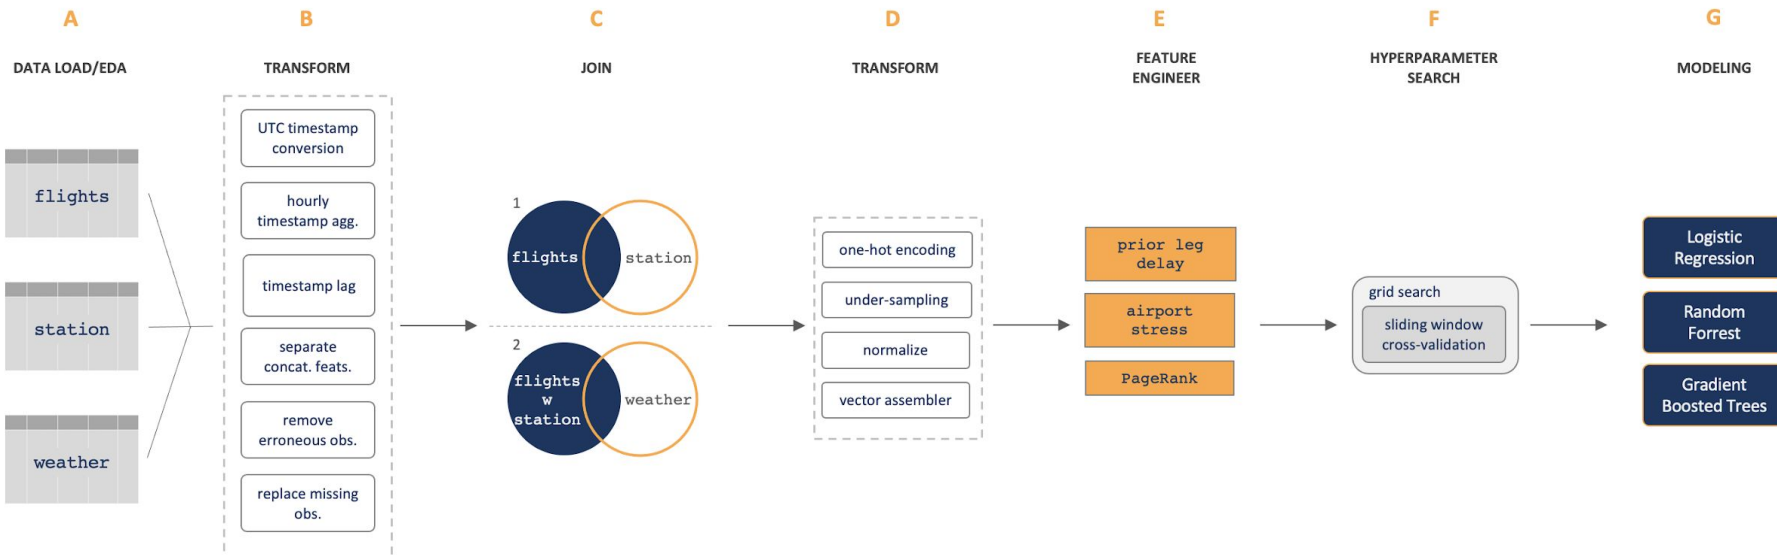 A
B
C
D
E
F
G
DATA LOAD/EDA
TRANSFORM
JOIN
TRANSFORM
FEATURE
ENGINEER
HYPERPARAMETER
SEARCH
MODELING
flights
station
weather
UTC timestamp
conversion
hourly
timestamp agg.
timestamp lag
separate
concat. feats.
remove
erroneous obs.
replace missing
obs.
1
flights
station
2
flights
w
station
weather
one-hot encoding
under-sampling
normalize
vector assembler
prior leg
delay
airport
stress
PageRank
grid search
sliding window
cross-validation
Logistic
Regression
Random
Forrest
Gradient
Boosted Trees